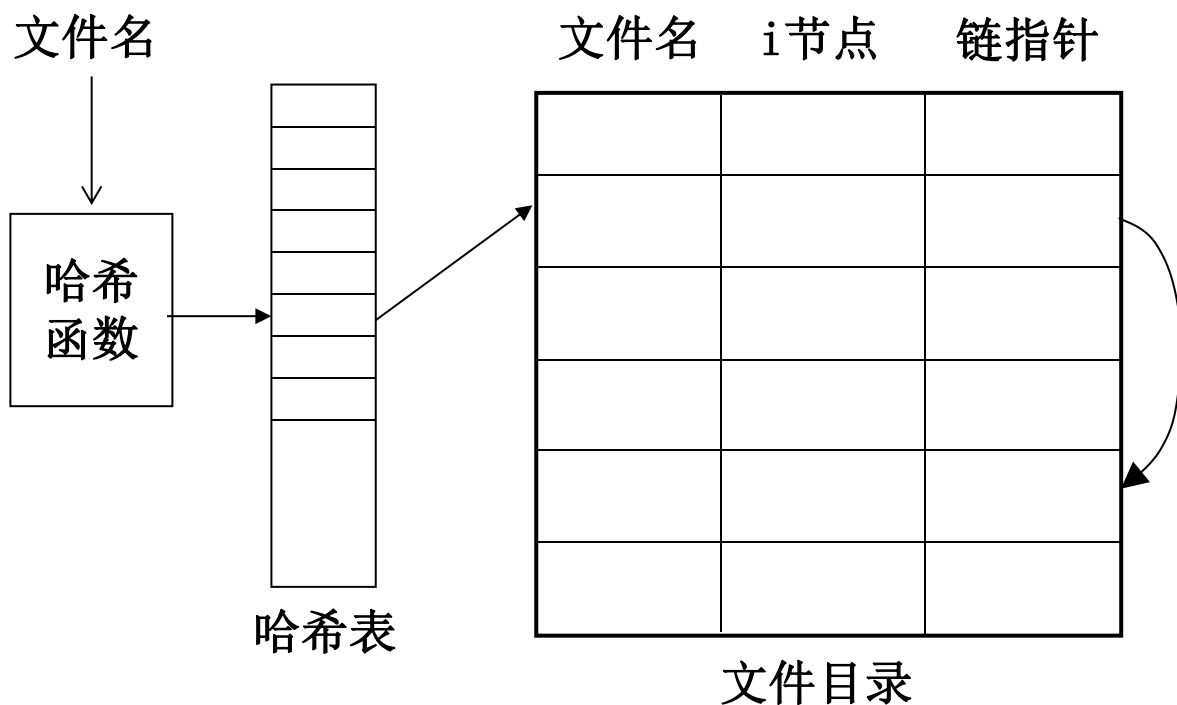 文件名
文件名 i节点 链指针
哈希
函数
哈希表
文件目录